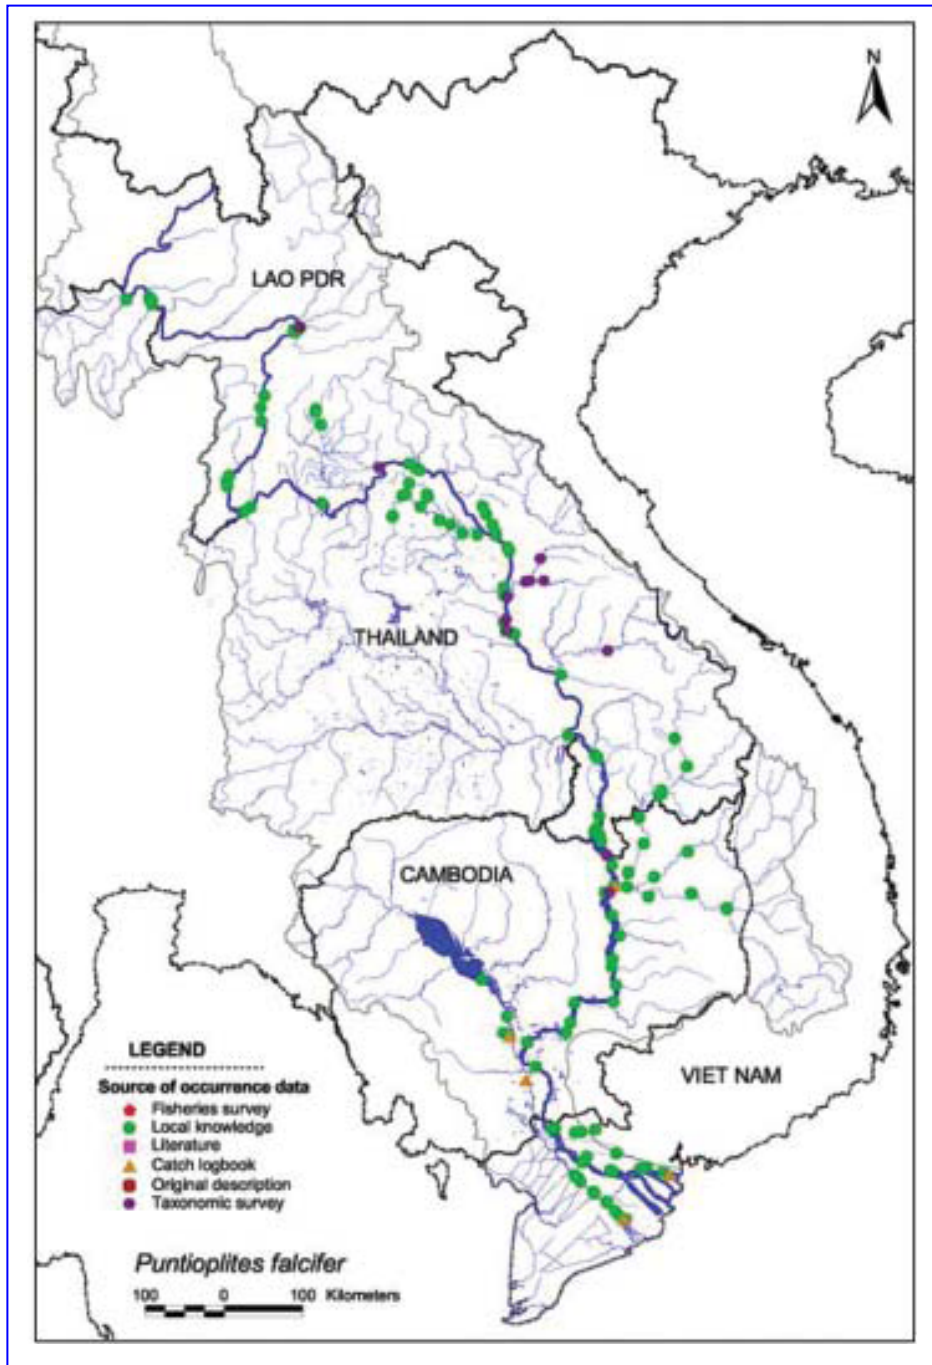 N
LAO PDR
THAILAND
CAMBODIA
VIET NAM
LEGEND
Source of occurrence data
Fisheries survey
Local knowledge
Literature
Catch logbook
Original description
Taxonomic survey
Puntioplites falcifer
100 0 100 Kilometers